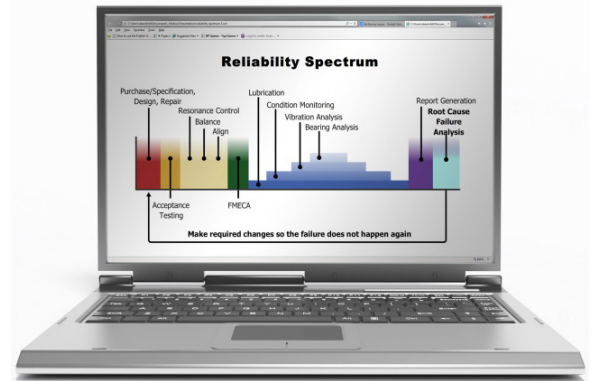 Reliability Spectrum
Purchase/Specification,
Design, Repair
Resonance Control
Balance
Align
Lubrication
Condition Monitoring
Vibration Analysis
Bearing Analysis
Report Generation
Root Cause
Failure
Analysis
Acceptance
Testing
FMECA
Make required changes so the failure does not happen again